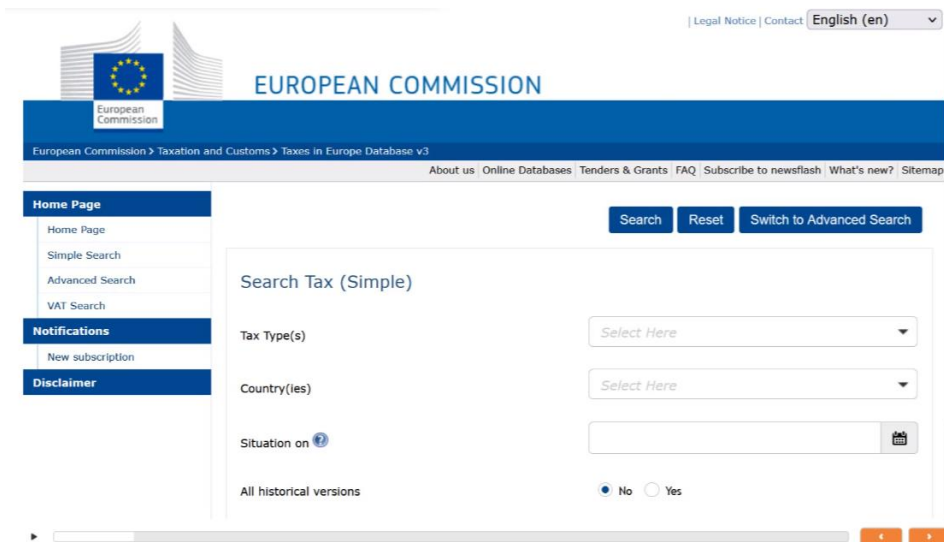 | Legal Notice | Contact English (en)
European
Commission
EUROPEAN COMMISSION
European Commission > Taxation and Customs > Taxes in Europe Database v3
About us | Online Databases | Tenders & Grants | FAQ | Subscribe to newsflash | What's new? | Sitemap
Home Page
Home Page
Simple Search
Advanced Search
VAT Search
Notifications
New subscription
Disclaimer
Search Reset Switch to Advanced Search
Search Tax (Simple)
Tax Type(s) Select Here
Country(ies) Select Here
Situation on ?
All historical versions No Yes